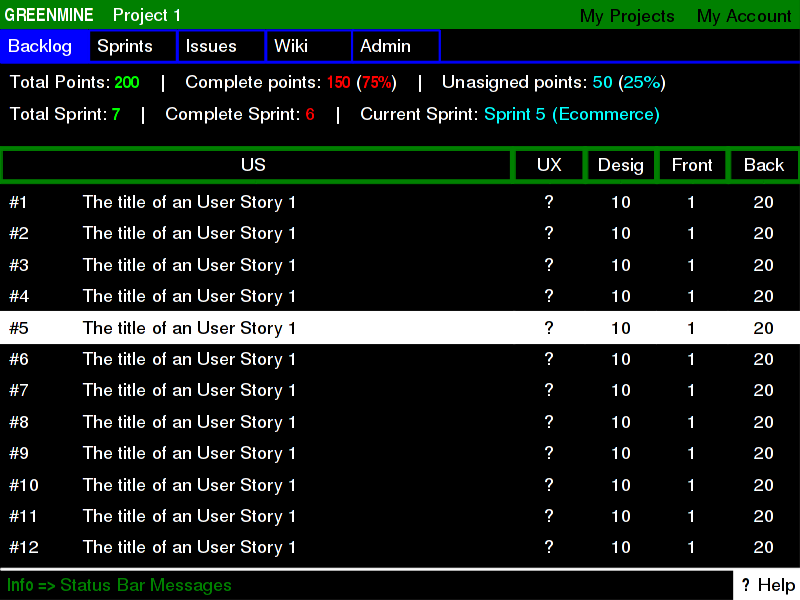 GREENMINE Project 1 My Projects My Account
Backlog Sprints Issues Wiki Admin
Total Points: 200 | Complete points: 150 (75%) | Unasigned points: 50 (25%)
Total Sprint: 7 | Complete Sprint: 6 | Current Sprint: Sprint 5 (Ecommerce)
US UX Desig Front Back
#1 The title of an User Story 1 ? 10 1 20
#2 The title of an User Story 1 ? 10 1 20
#3 The title of an User Story 1 ? 10 1 20
#4 The title of an User Story 1 ? 10 1 20
#5 The title of an User Story 1 ? 10 1 20
#6 The title of an User Story 1 ? 10 1 20
#7 The title of an User Story 1 ? 10 1 20
#8 The title of an User Story 1 ? 10 1 20
#9 The title of an User Story 1 ? 10 1 20
#10 The title of an User Story 1 ? 10 1 20
#11 The title of an User Story 1 ? 10 1 20
#12 The title of an User Story 1 ? 10 1 20
Info => Status Bar Messages ? Help